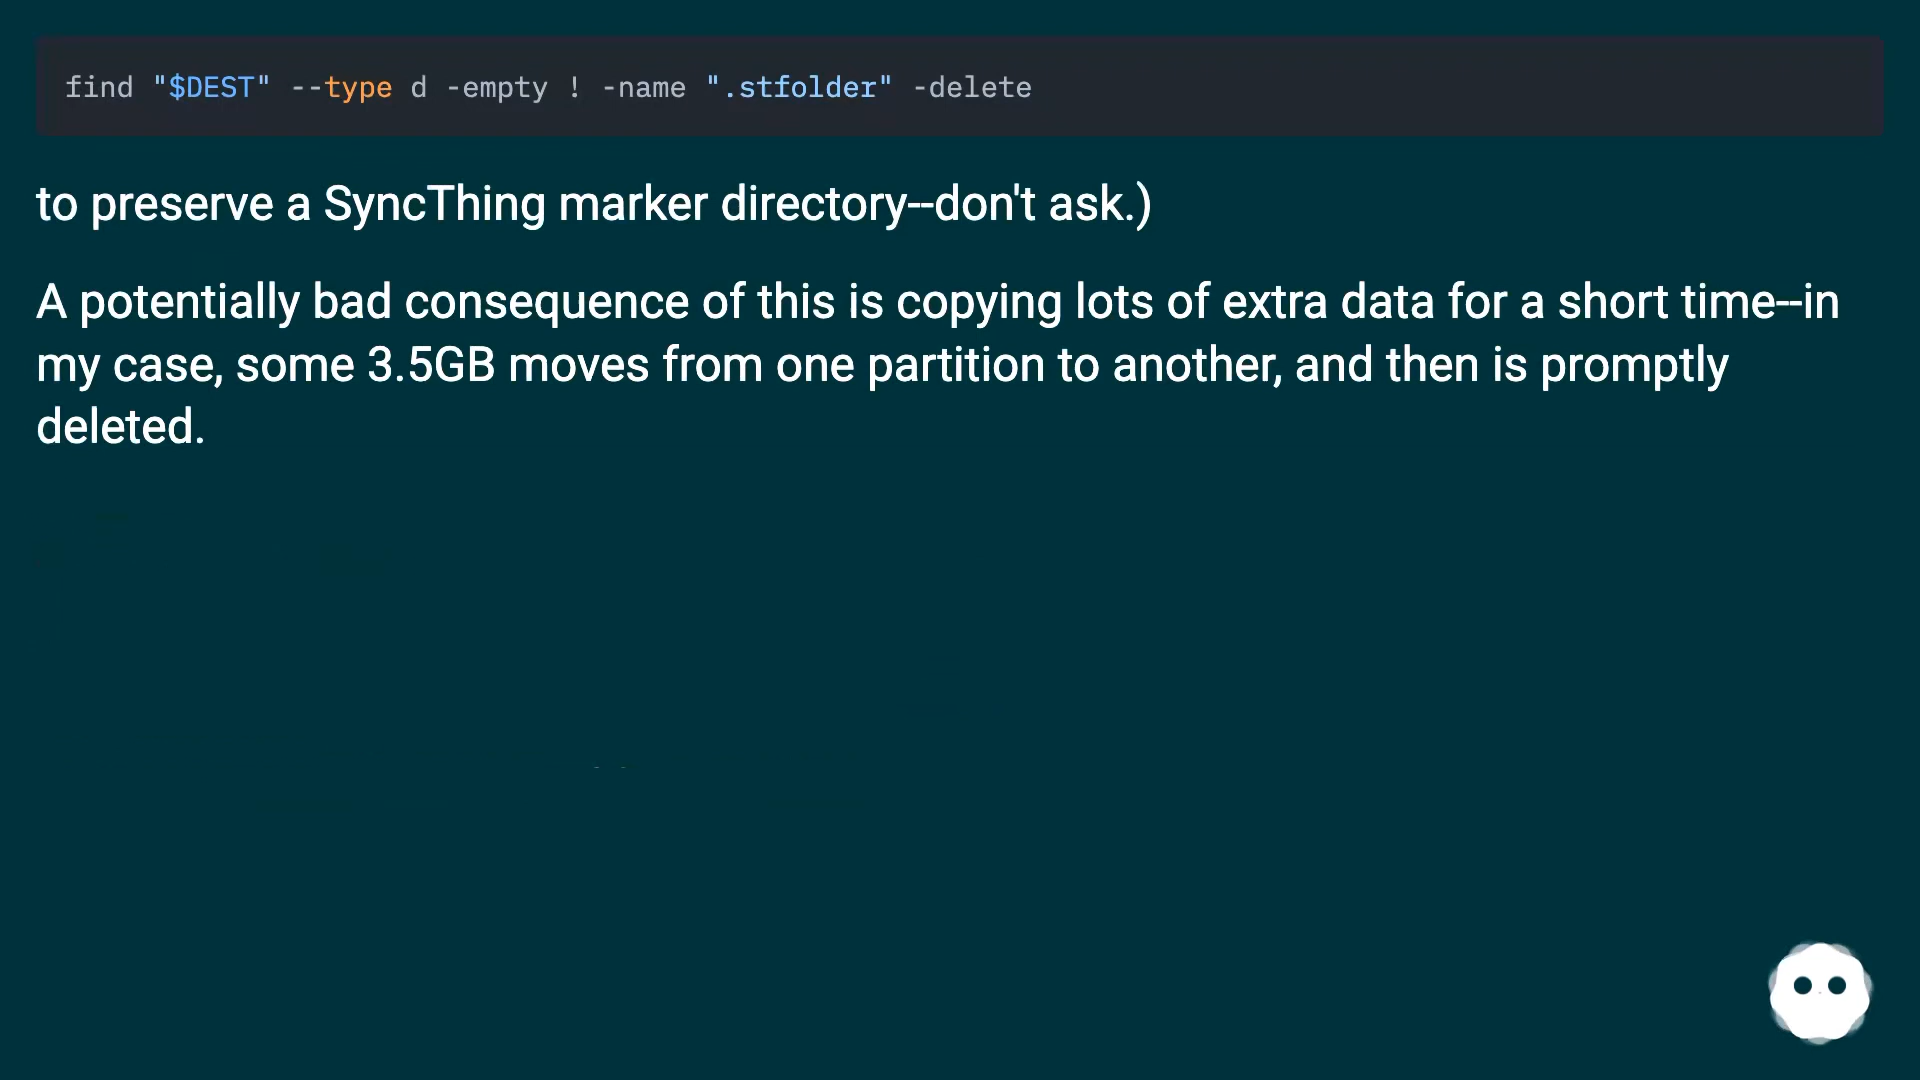 find "$DEST" --type d -empty ! -name ".stfolder" -delete
to preserve a SyncThing marker directory--don't ask.)
A potentially bad consequence of this is copying lots of extra data for a short time--in
my case, some 3.5GB moves from one partition to another, and then is promptly
deleted.